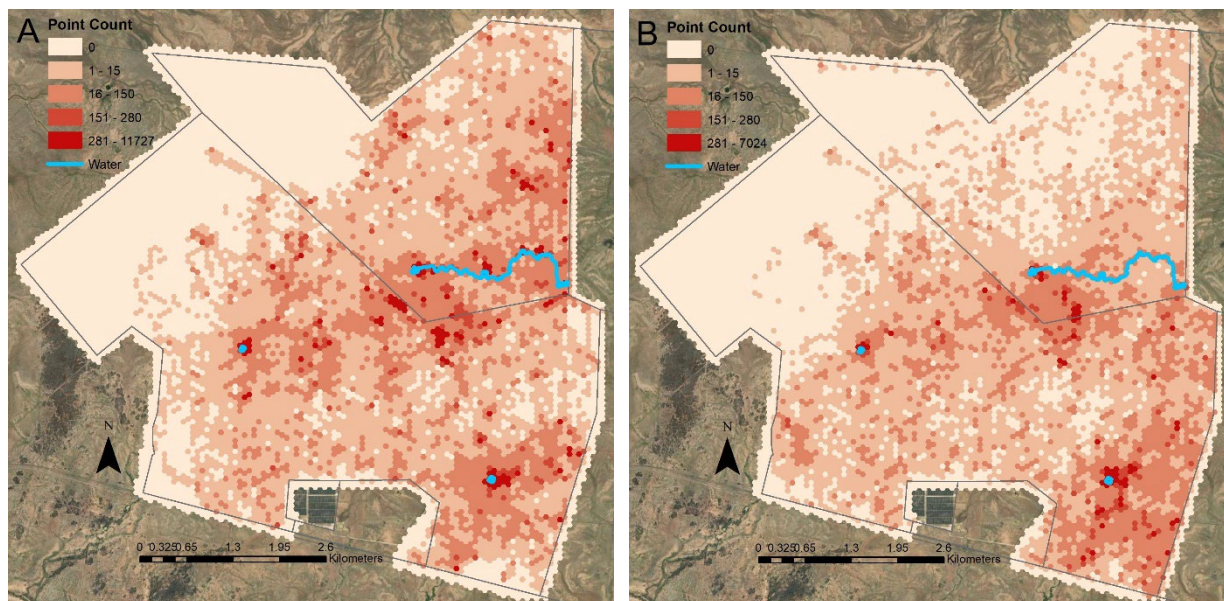 A
Point Count
0
1 - 15
16 - 150
151 - 280
281 - 11727
Water
N
0 0.325 0.65 1.3 1.95 2.6
Kilometers
B
Point Count
0
1 - 15
16 - 150
151 - 280
281 - 7024
Water
N
0 0.325 0.65 1.3 1.95 2.6
Kilometers